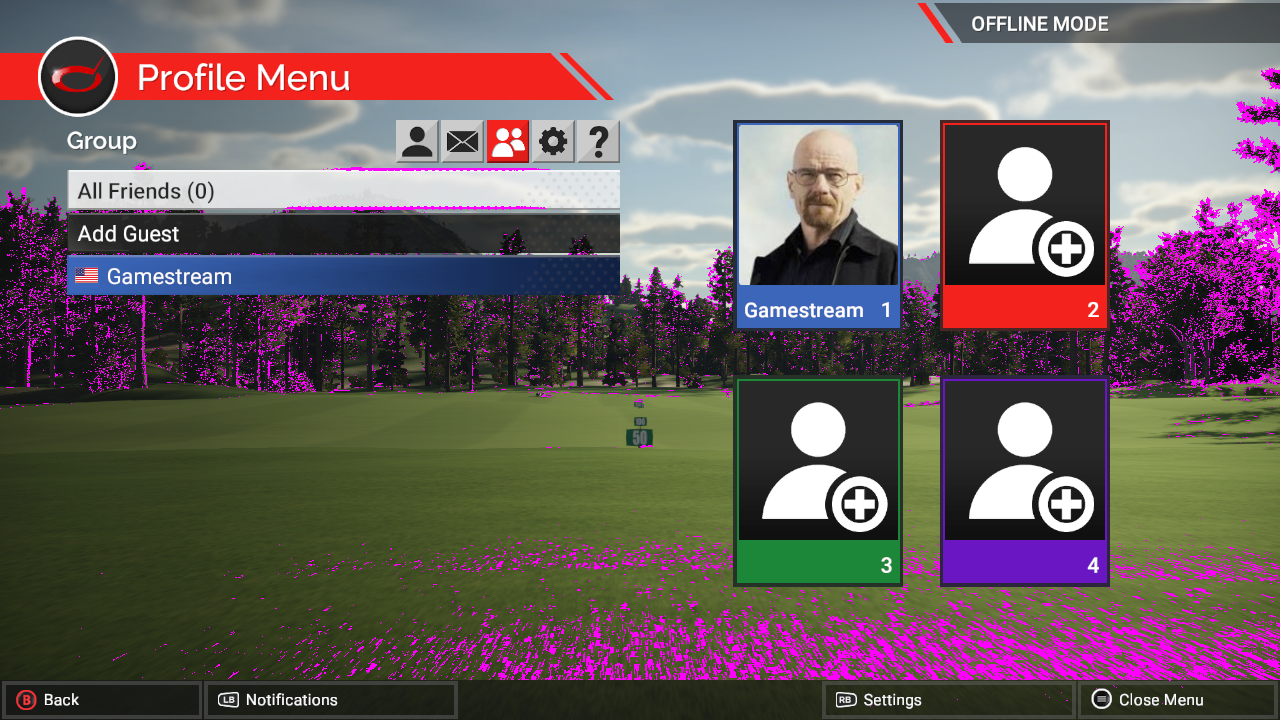 OFFLINE MODE
Profile Menu
Group
?
All Friends (0)
Add Guest
Gamestream
Gamestream 1
2
3
4
50
B Back
LB Notifications
RB Settings
Close Menu